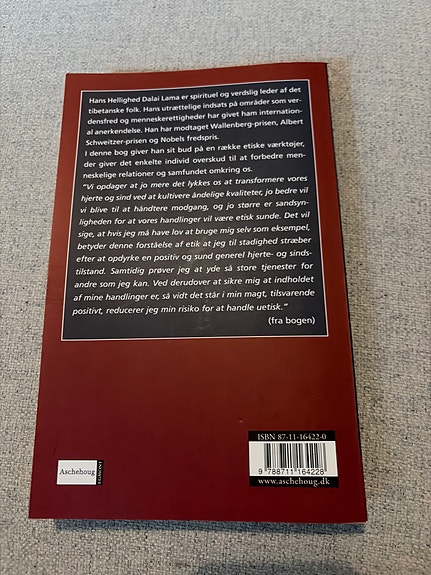 Hans Hellighed Dalai Lama er spirituel og verdslig leder af det
tibetanske folk. Hans utrættelige indsats på områder som ver-
densfred og menneskerettigheder har givet ham internation-
al anerkendelse. Han har modtaget Wallenberg-prisen, Albert
Schweitzer-prisen og Nobels fredspris.
I denne bog giver han sit bud på en række etiske værktøjer,
der giver det enkelte individ overskud til at forbedre men-
neskelige relationer og samfundet omkring os.
"Vi opdager at jo mere det lykkes os at transformere vores
hjerte og sind ved at kultivere åndelige kvaliteter, jo bedre vil
vi blive til at håndtere modgang, og jo større er sandsyn-
ligheden for at vores handlinger vil være etisk sunde. Det vil
sige, at hvis jeg må have lov at bruge mig selv som eksempel,
betyder denne forståelse af etik at jeg til stadighed stræber
efter at opdyrke en positiv og sund generel hjerte- og sinds-
tilstand. Samtidig prøver jeg at yde så store tjenester for
andre som jeg kan. Ved derudover at sikre mig at indholdet
af mine handlinger er, så vidt det står i min magt, tilsvarende
positivt, reducerer jeg min risiko for at handle uetisk."
(fra bogen)
ISBN 87-11-16422-0
9 788711 164228
www.aschehoug.dk
Aschehoug
EGMONT